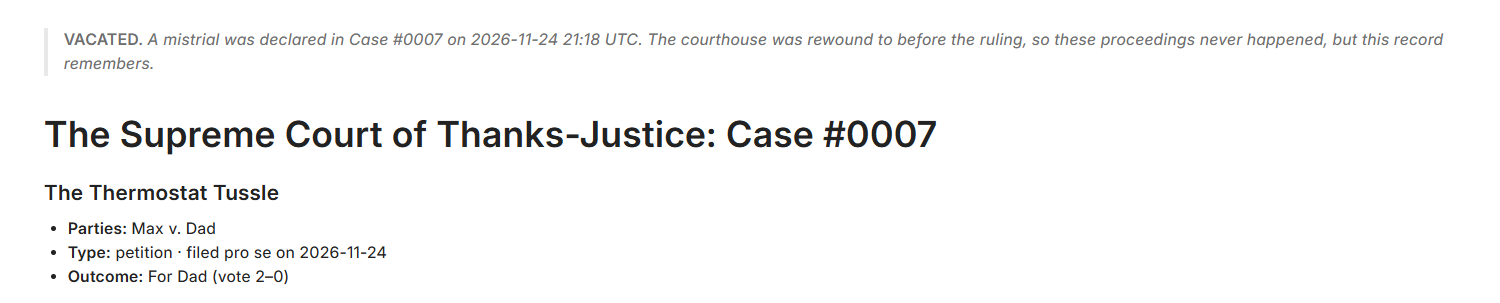 VACATED. A mistrial was declared in Case #0007 on 2026-11-24 21:18 UTC. The courthouse was rewound to before the ruling, so these proceedings never happened, but this record
remembers.
The Supreme Court of Thanks-Justice: Case #0007
The Thermostat Tussle
• Parties: Max v. Dad
• Type: petition · filed pro se on 2026-11-24
• Outcome: For Dad (vote 2–0)